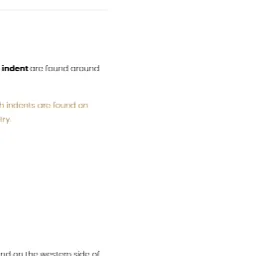 indent are found around
h indents are found on
ry.
nd on the western side of